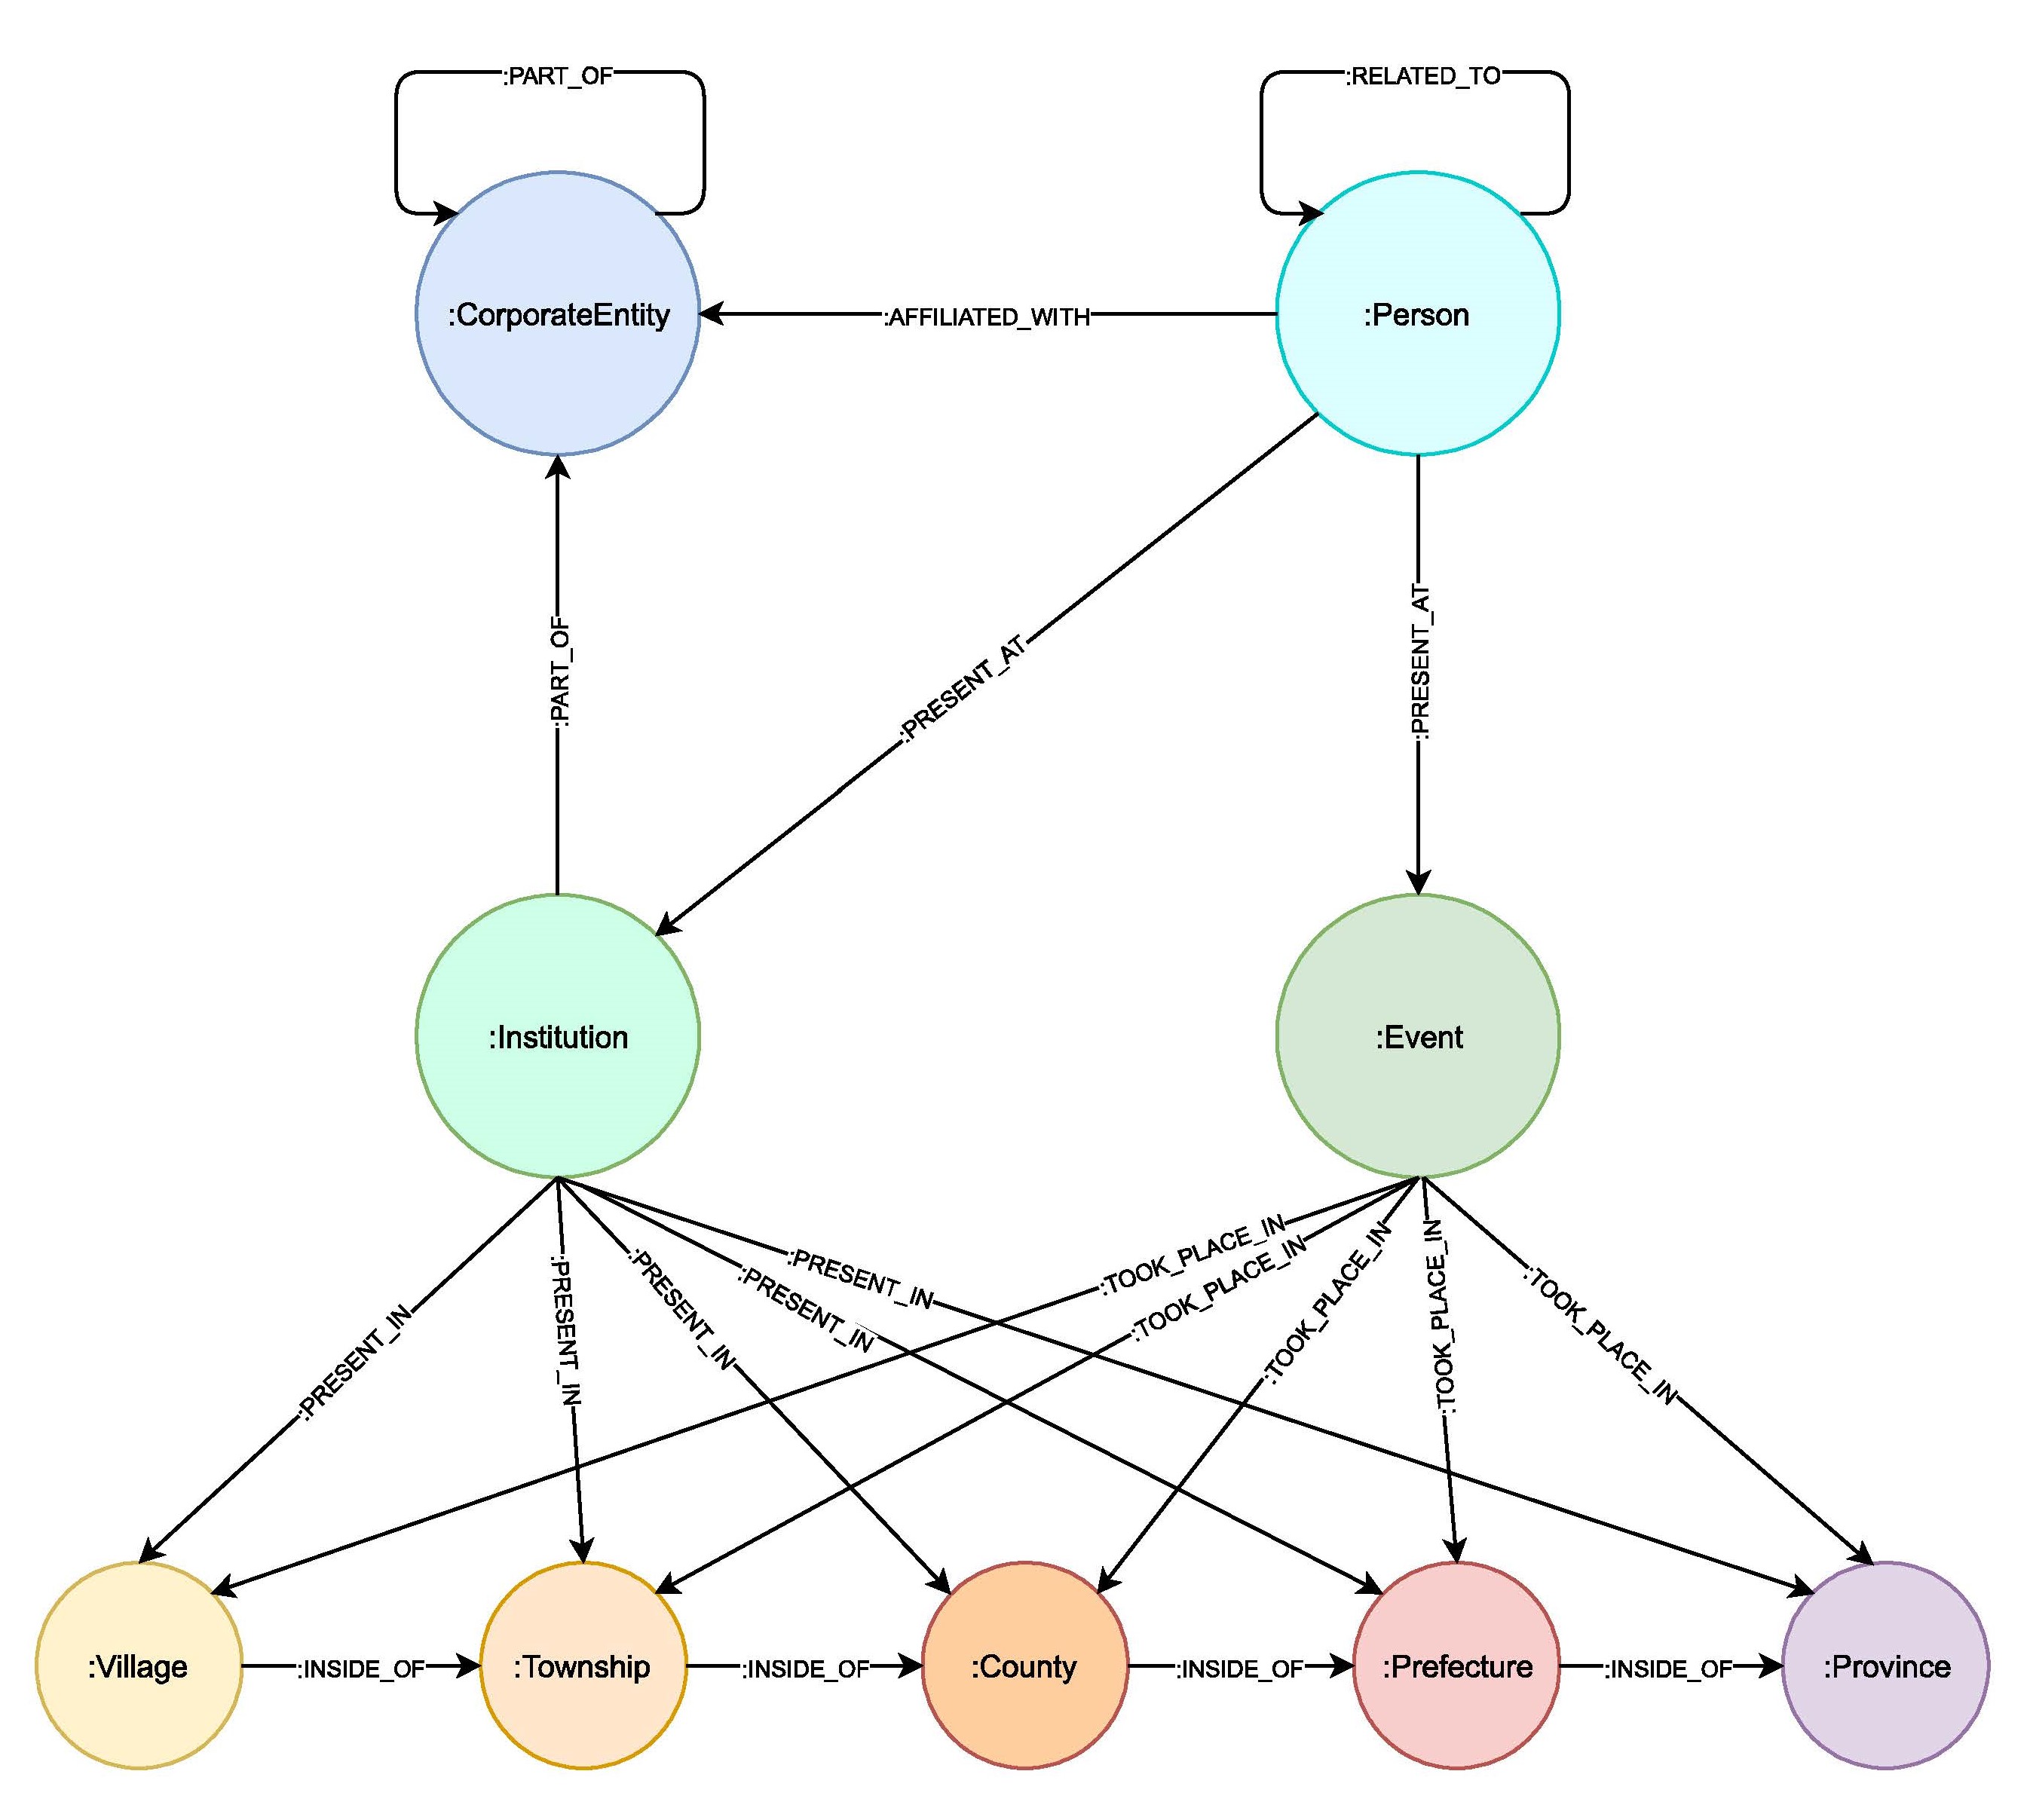 :PART_OF
:RELATED_TO
:CorporateEntity
:AFFILIATED_WITH
:Person
:PART_OF
:PRESENT_AT
:PRESENT_AT
:Institution
:Event
:PRESENT_IN
:PRESENT_IN
:PRESENT_IN
:PRESENT_IN
:PRESENT_IN
:TOOK_PLACE_IN
:TOOK_PLACE_IN
:TOOK_PLACE_IN
:TOOK_PLACE_IN
:TOOK_PLACE_IN
:Village
:INSIDE_OF
:Township
:INSIDE_OF
:County
:INSIDE_OF
:Prefecture
:INSIDE_OF
:Province